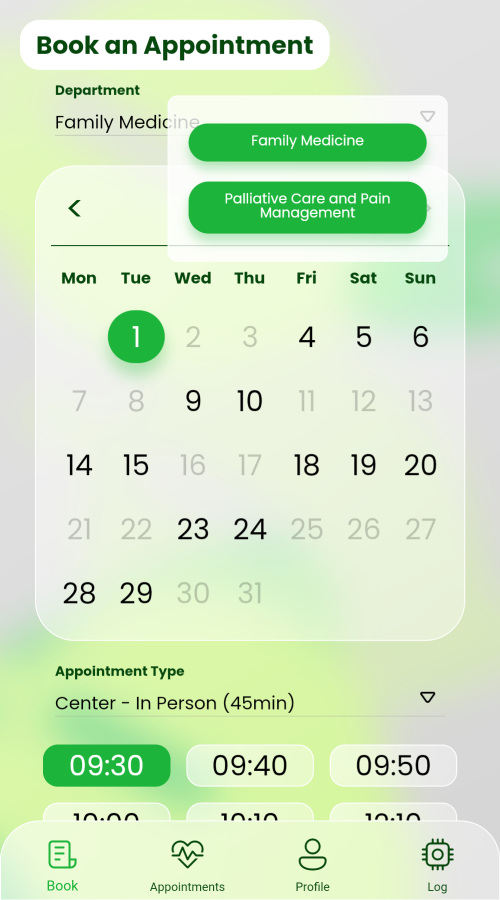 Book an Appointment
Department
Family Medicine
Family Medicine
Palliative Care and Pain
Management
<
Mon Tue Wed Thu Fri Sat Sun
1 2 3 4 5 6
7 8 9 10 11 12 13
14 15 16 17 18 19 20
21 22 23 24 25 26 27
28 29 30 31
Appointment Type
Center - In Person (45min)
09:30 09:40 09:50
Book Appointments Profile Log